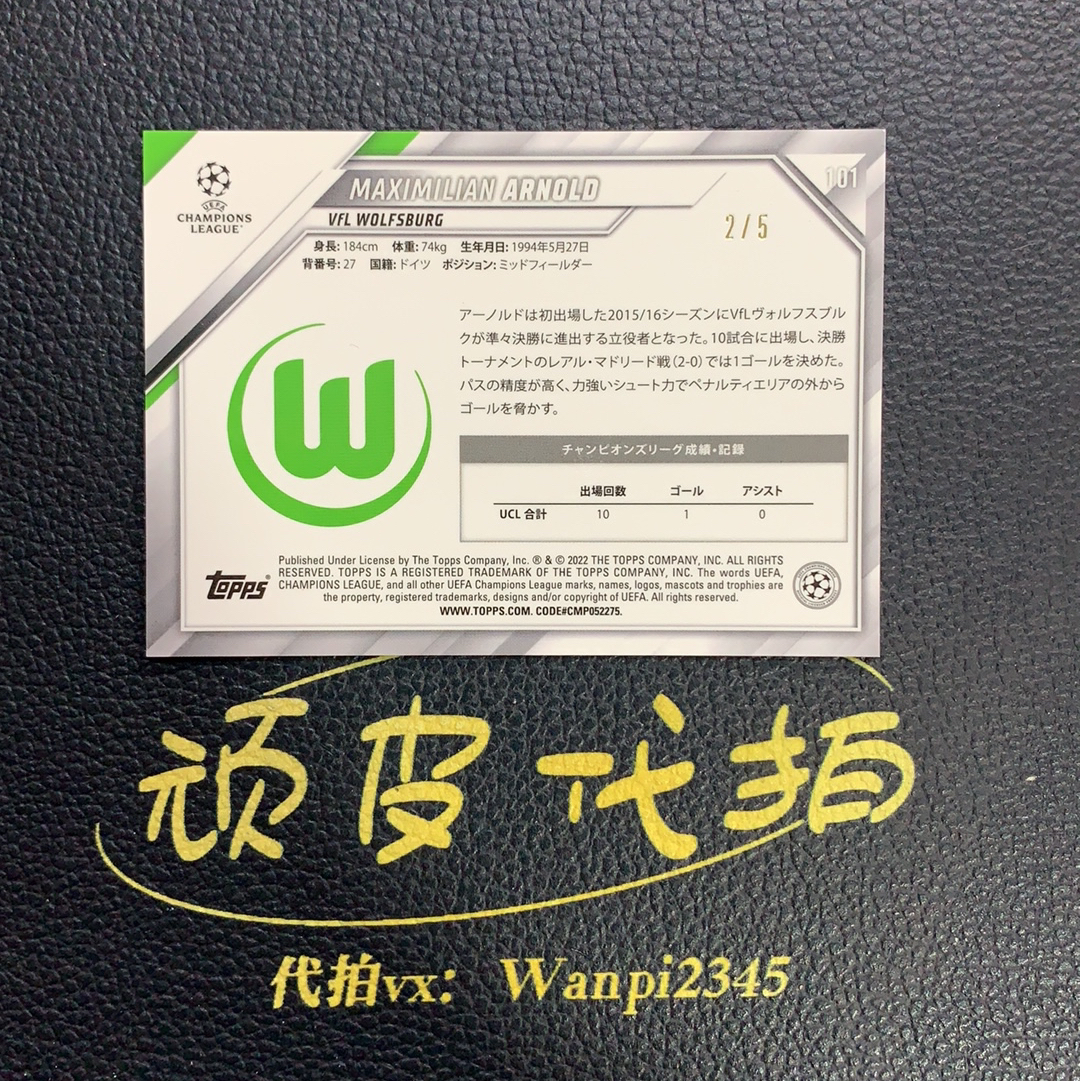 101
MAXIMILIAN ARNOLD
UEFA
CHAMPIONS
LEAGUE
VFL WOLFSBURG
2/5
身長: 184cm 体重: 74kg 生年月日: 1994年5月27日
背番号: 27 国籍: ドイツ ポジション: ミッドフィールダー
アーノルドは初出場した2015/16シーズンにVfLヴォルフスブル
クが準々決勝に進出する立役者となった。10試合に出場し、決勝
トーナメントのレアル・マドリード戦(2-0)では1ゴールを決めた。
パスの精度が高く、力強いシュート力でペナルティエリアの外から
ゴールを脅かす。
W
チャンピオンズリーグ成績・記録
出場回数 ゴール アシスト
UCL 合計 10 1 0
topps®
Published Under License by The Topps Company, Inc. ® & © 2022 THE TOPPS COMPANY, INC. ALL RIGHTS
RESERVED. TOPPS IS A REGISTERED TRADEMARK OF THE TOPPS COMPANY, INC. The words UEFA,
CHAMPIONS LEAGUE, and all other UEFA Champions League marks, names, logos, mascots and trophies are
the property, registered trademarks, designs and/or copyright of UEFA. All rights reserved.
WWW.TOPPS.COM. CODE#CMP052275.
顽皮代拍
代拍vx: Wanpi2345